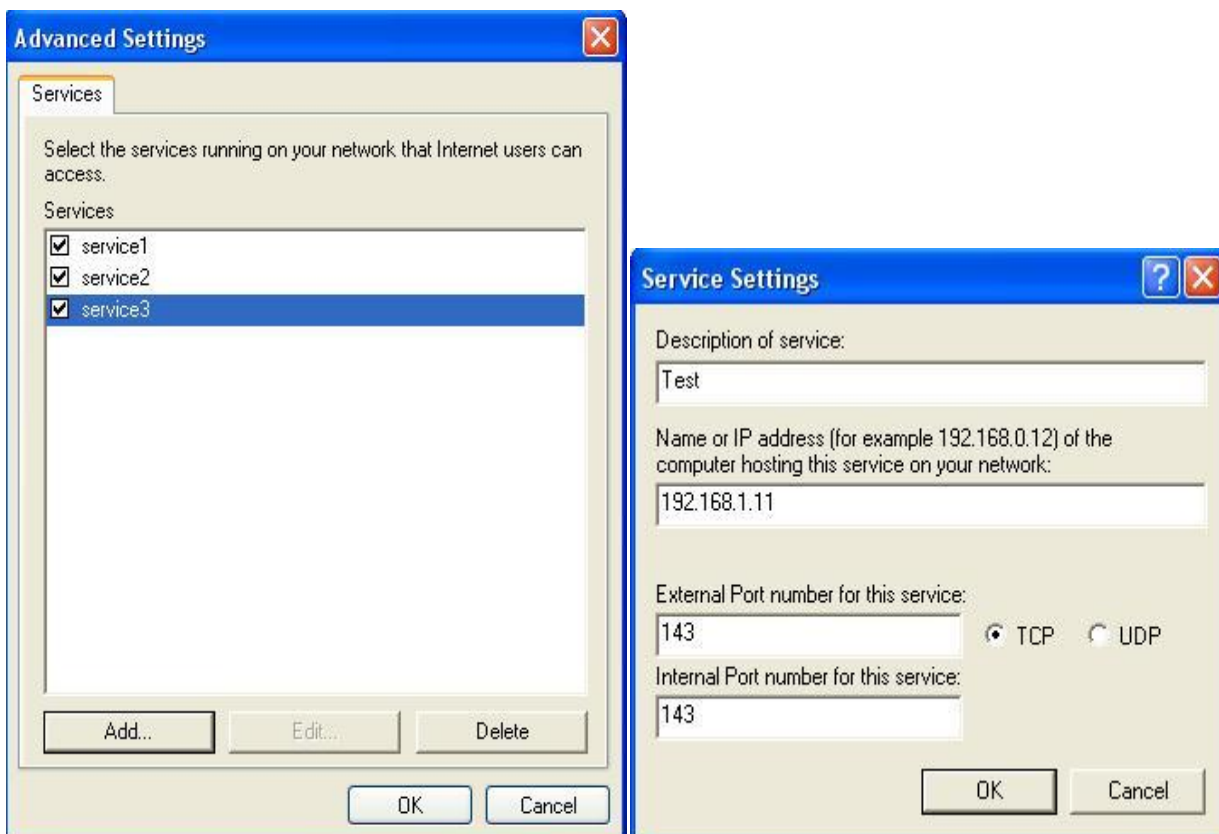 Advanced Settings
Services
Select the services running on your network that Internet users can
access.
Services
service1
service2
service3
Add...
Edit...
Delete
OK
Cancel
Service Settings
Description of service:
Test
Name or IP address (for example 192.168.0.12) of the
computer hosting this service on your network:
192.168.1.11
External Port number for this service:
143
TCP
UDP
Internal Port number for this service:
143
OK
Cancel